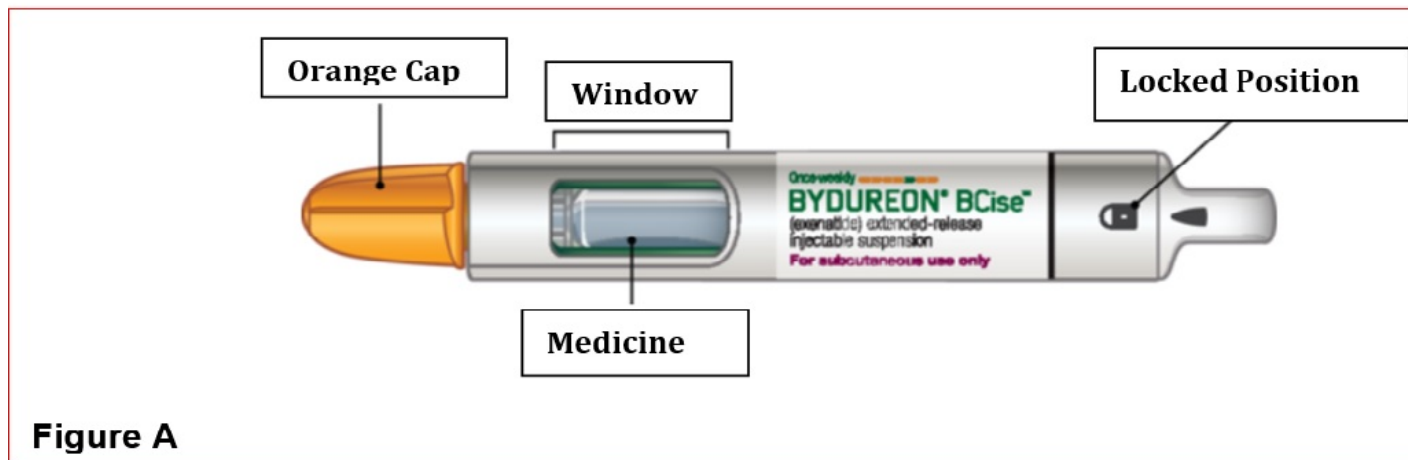 Orange Cap
Window
Locked Position
Once-weekly
BYDUREON® BCise™
(exenatide) extended-release
injectable suspension
For subcutaneous use only
Medicine
Figure A